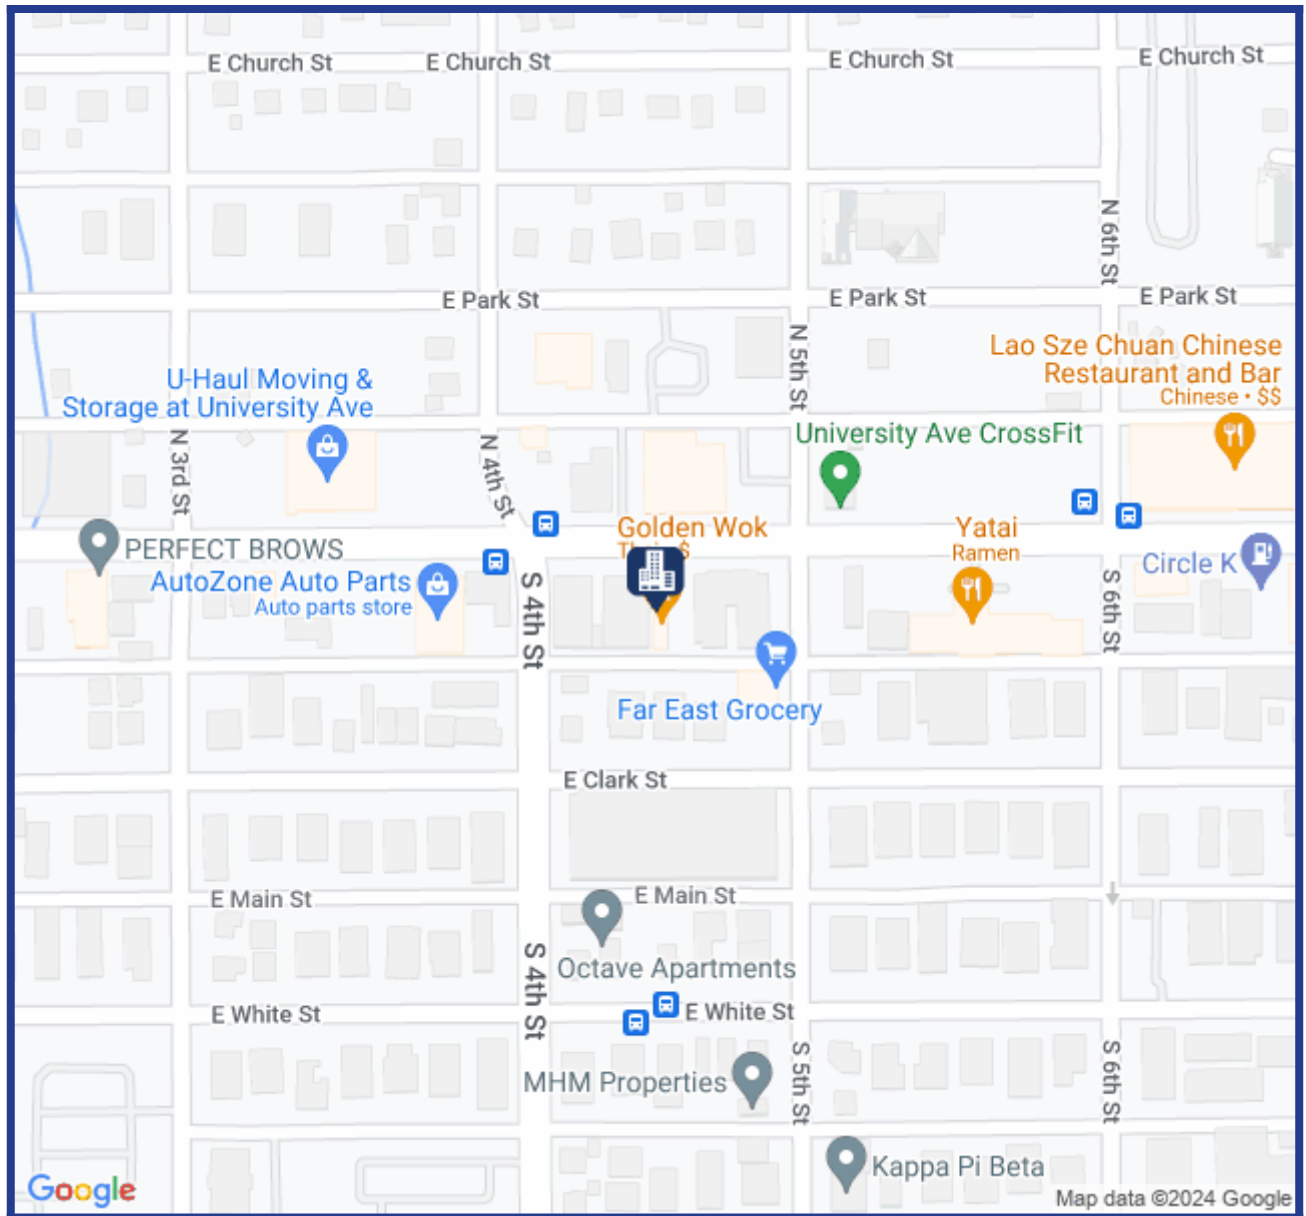 E Church St
E Church St
E Church St
E Church St
N 6th St
E Park St
E Park St
E Park St
N 5th St
Lao Sze Chuan Chinese
Restaurant and Bar
Chinese • $$
U-Haul Moving &
Storage at University Ave
N 3rd St
N 4th St
University Ave CrossFit
Golden Wok
Yatai
Ramen
PERFECT BROWS
Circle K
AutoZone Auto Parts
Auto parts store
S 4th St
S 6th St
Far East Grocery
E Clark St
E Main St
E Main St
Octave Apartments
S 4th St
E White St
E White St
MHM Properties
S 5th St
S 6th St
Kappa Pi Beta
Google
Map data ©2024 Google